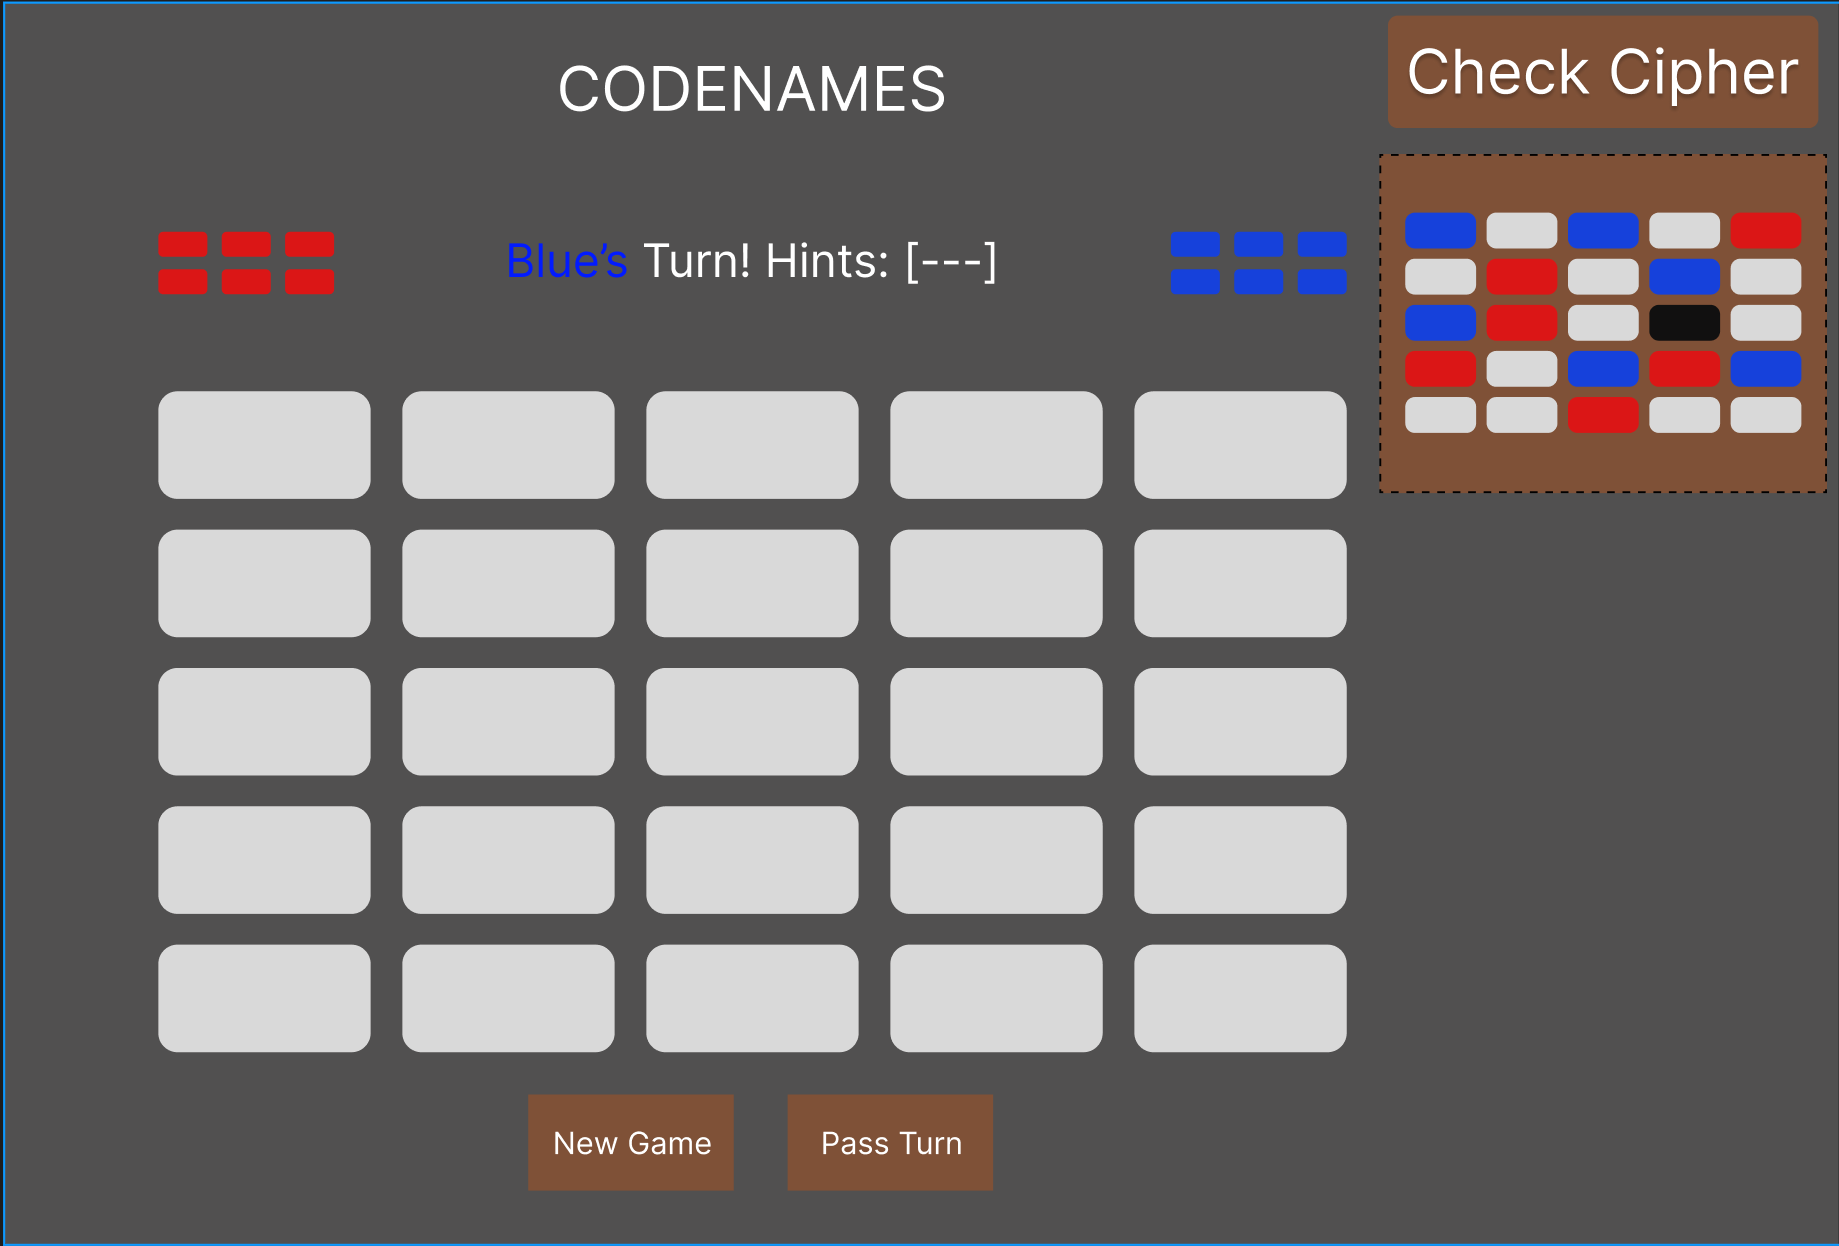 CODENAMES
Check Cipher
Blue’s Turn! Hints: [---]
New Game
Pass Turn